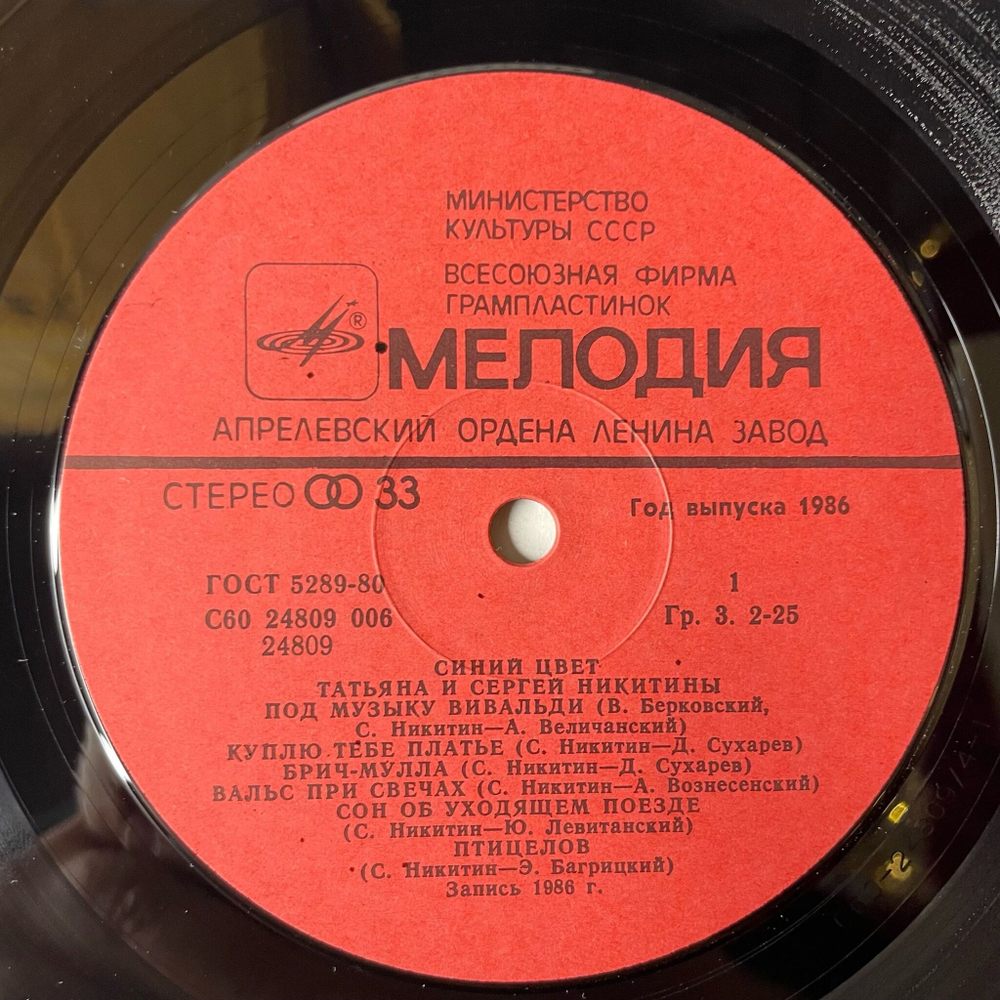 МИНИСТЕРСТВО
КУЛЬТУРЫ СССР
ВСЕСОЮЗНАЯ ФИРМА
ГРАМПЛАСТИНОК
®
МЕЛОДИЯ
АПРЕЛЕВСКИЙ ОРДЕНА ЛЕНИНА ЗАВОД
СТЕРЕО 33
Год выпуска 1986
ГОСТ 5289-80
1
С60 24809 006
Гр. 3. 2-25
24809
СИНИЙ ЦВЕТ
ТАТЬЯНА И СЕРГЕЙ НИКИТИНЫ
ПОД МУЗЫКУ ВИВАЛЬДИ (В. Берковский,
С. Никитин—А. Величанский)
КУПЛЮ ТЕБЕ ПЛАТЬЕ (С. Никитин—Д. Сухарев)
БРИЧ-МУЛЛА (С. Никитин—Д. Сухарев)
ВАЛЬС ПРИ СВЕЧАХ (С. Никитин—А. Вознесенский)
СОН ОБ УХОДЯЩЕМ ПОЕЗДЕ
(С. Никитин—Ю. Левитанский)
ПТИЦЕЛОВ
(С. Никитин—Э. Багрицкий)
Запись 1986 г.